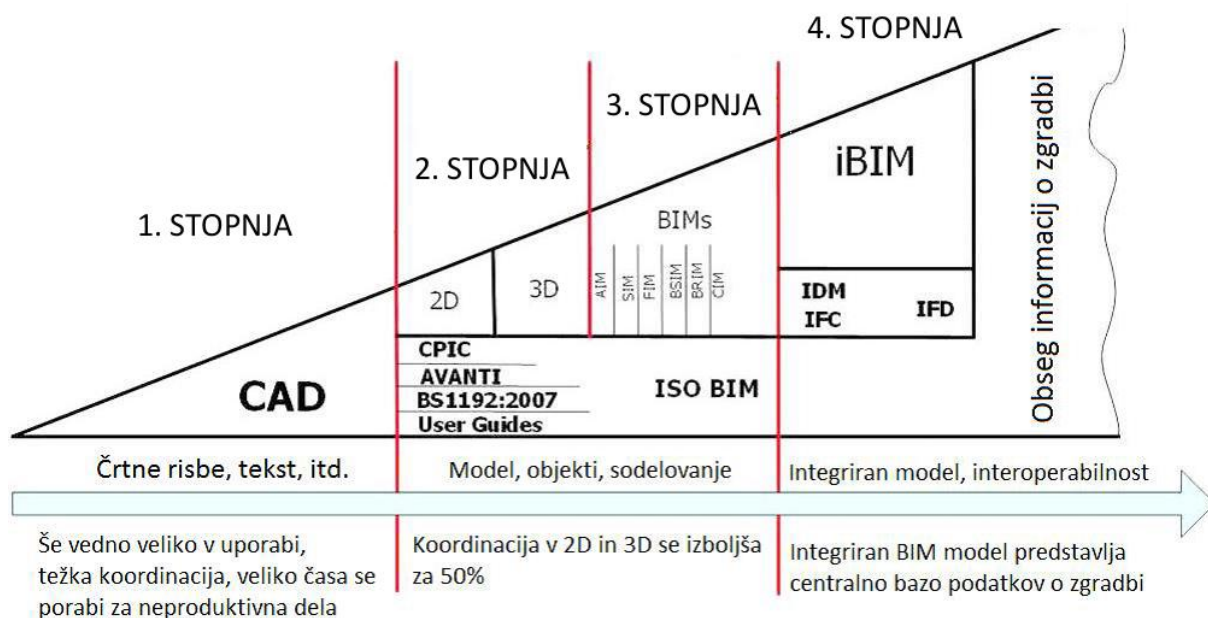 4. STOPNJA
3. STOPNJA
2. STOPNJA
1. STOPNJA
iBIM
BIMs
2D
3D
AIM
SIM
FIM
BSIM
BRIM
CIM
IDM
IFC
IFD
CAD
CPIC
AVANTI
BS1192:2007
User Guides
ISO BIM
Obseg informacij o zgradbi
Črtne risbe, tekst, itd.
Model, objekti, sodelovanje
Integriran model, interoperabilnost
Še vedno veliko v uporabi,
težka koordinacija, veliko časa se
porabi za neproduktivna dela
Koordinacija v 2D in 3D se izboljša
za 50%
Integriran BIM model predstavlja
centralno bazo podatkov o zgradbi